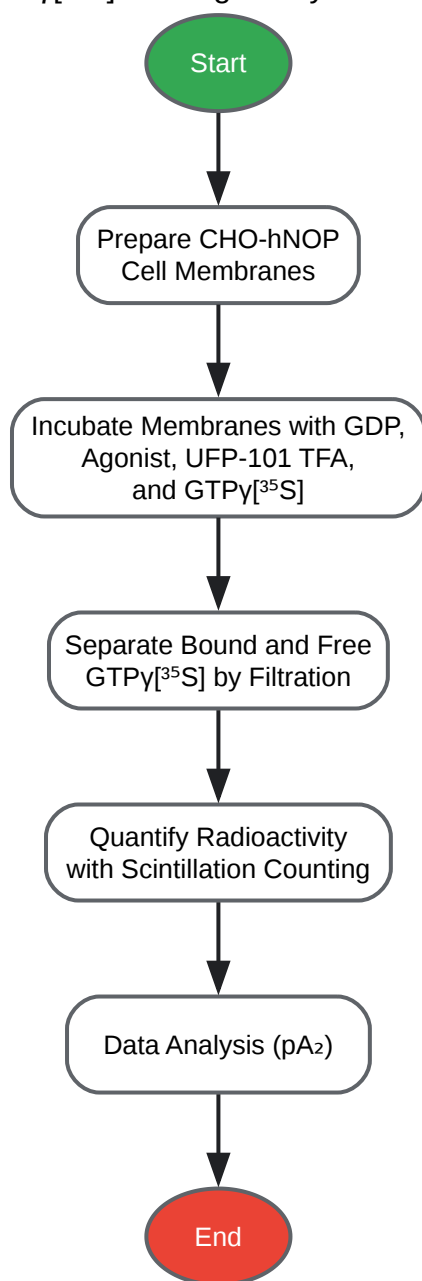 Start
Prepare CHO-hNOP
Cell Membranes
Incubate Membranes with GDP,
Agonist, UFP-101 TFA,
and GTPγ[³⁵S]
Separate Bound and Free
GTPγ[³⁵S] by Filtration
Quantify Radioactivity
with Scintillation Counting
Data Analysis (pA₂)
End